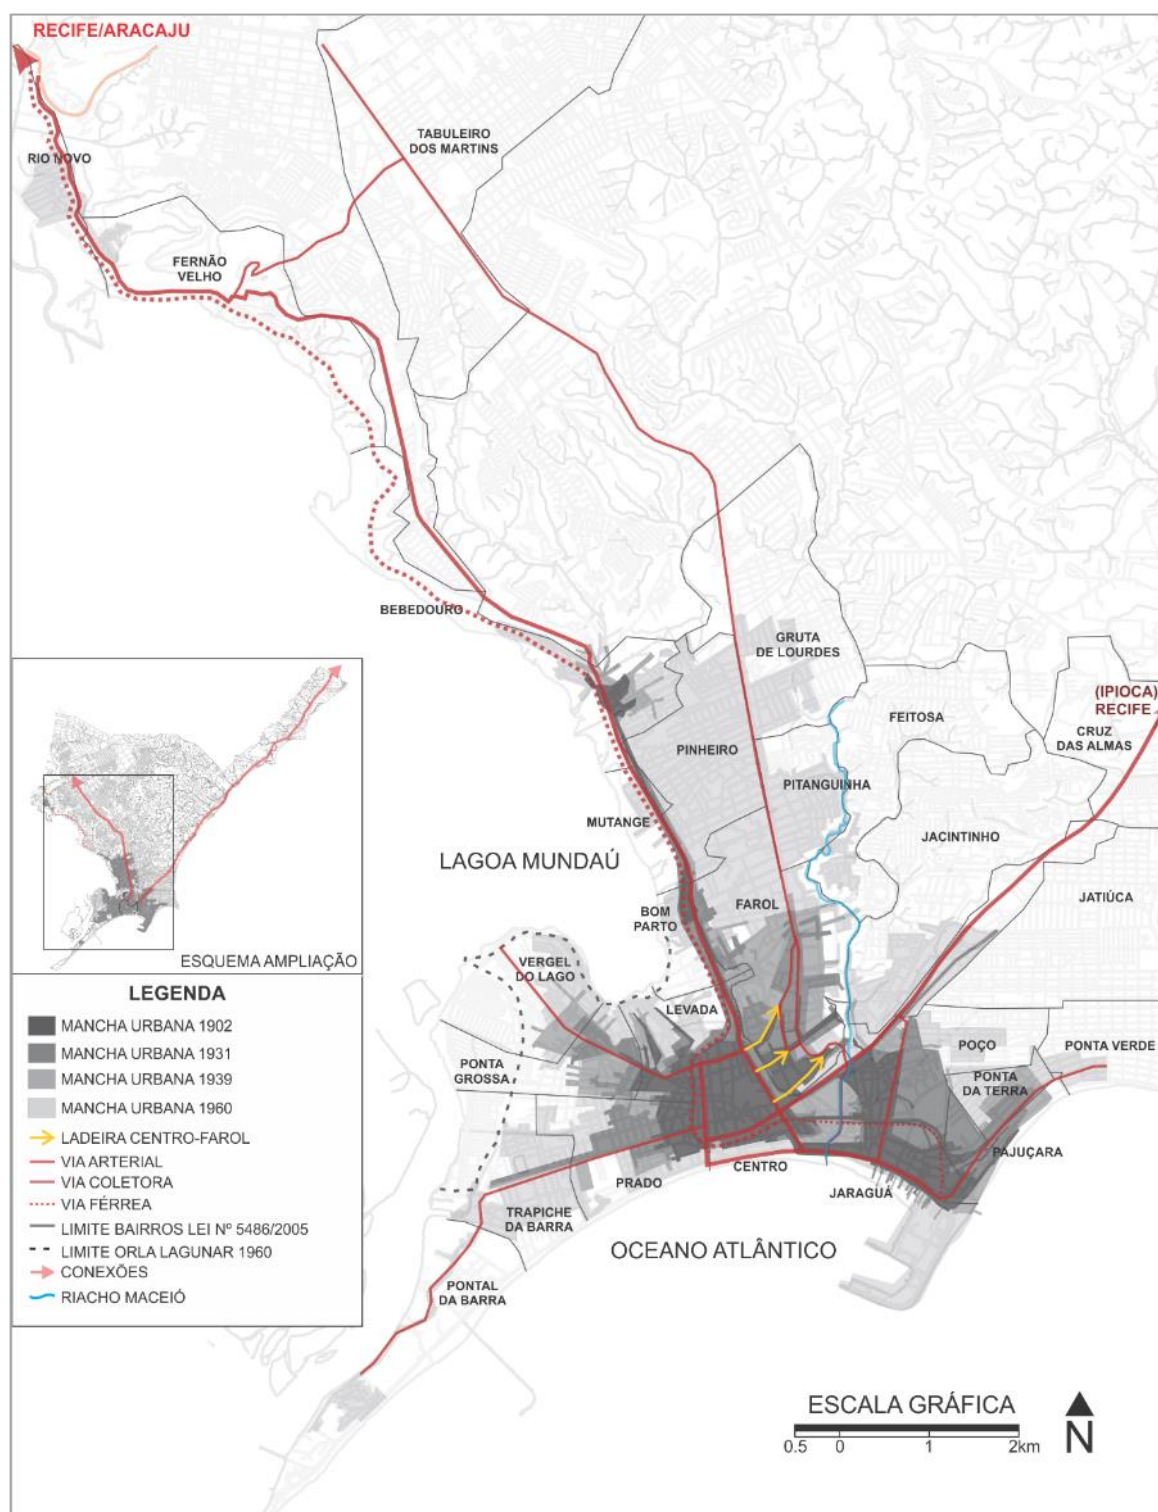 RECIFE/ARACAJU
TABULEIRO
DOS MARTINS
RIO NOVO
FERNÃO
VELHO
BEBEDOURO
GRUTA
DE LOURDES
(IPIOCA)
RECIFE
FEITOSA
CRUZ
DAS ALMAS
PINHEIRO
PITANGUINHA
MUTANGE
JACINTINHO
LAGOA MUNDAÚ
JATIÚCA
FAROL
BOM
PARTO
VERGEL
DO LAGO
LEVADA
POÇO
PONTA VERDE
PONTA
GROSSA
PONTA
DA TERRA
PAJUÇARA
CENTRO
PRADO
JARAGUÁ
TRAPICHE
DA BARRA
OCEANO ATLÂNTICO
PONTAL
DA BARRA
ESQUEMA AMPLIAÇÃO
LEGENDA
MANCHA URBANA 1902
MANCHA URBANA 1931
MANCHA URBANA 1939
MANCHA URBANA 1960
LADEIRA CENTRO-FAROL
VIA ARTERIAL
VIA COLETORA
VIA FÉRREA
LIMITE BAIRROS LEI Nº 5486/2005
LIMITE ORLA LAGUNAR 1960
CONEXÕES
RIACHO MACEIÓ
ESCALA GRÁFICA
0.5 0 1 2km
N